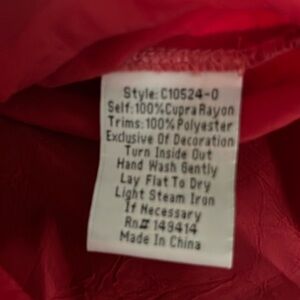 Style: C10524-0
Self: 100% Cupra Rayon
Trims: 100% Polyester
Exclusive Of Decoration
Turn Inside Out
Hand Wash Gently
Lay Flat To Dry
Light Steam Iron
If Necessary
Rn# 149414
Made In China